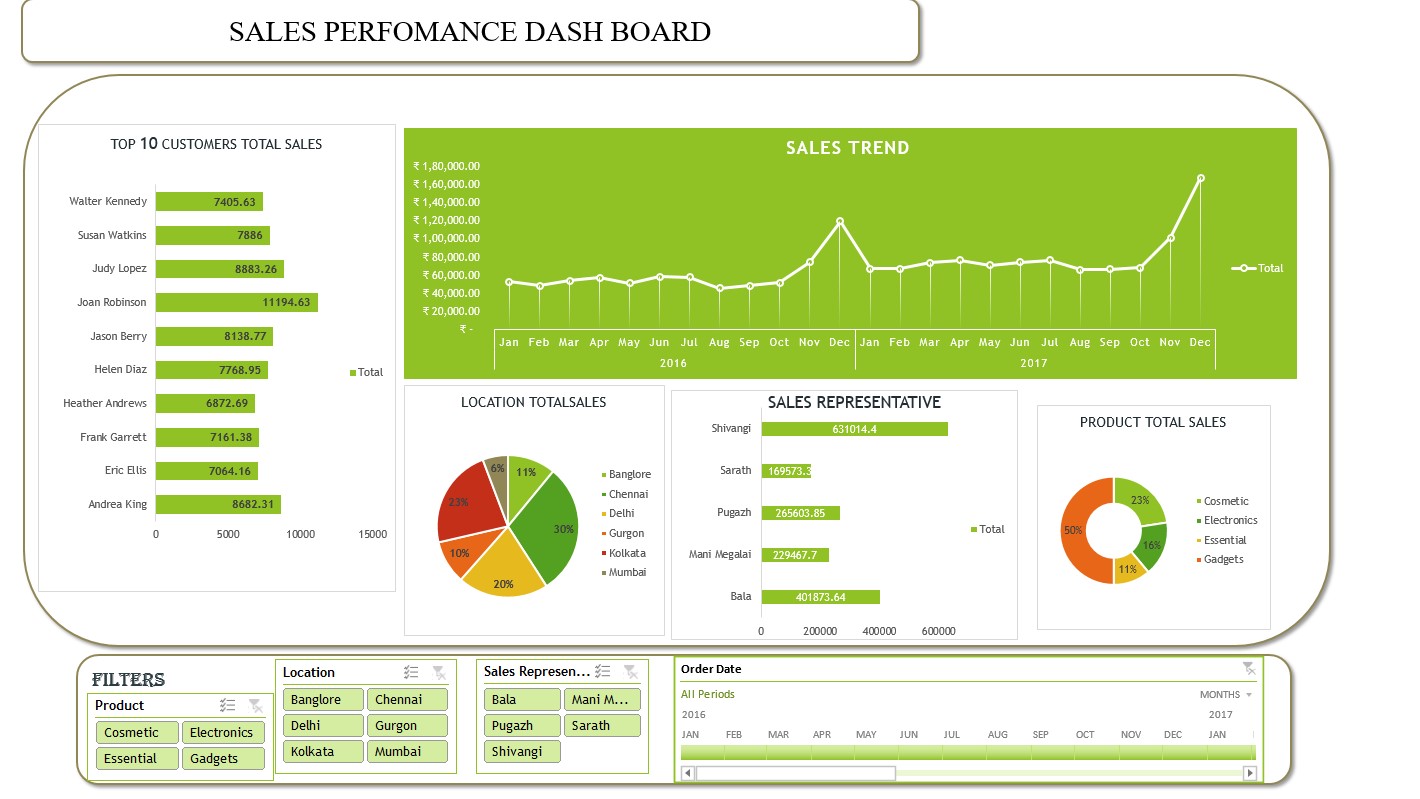 SALES PERFOMANCE DASH BOARD
TOP 10 CUSTOMERS TOTAL SALES
Walter Kennedy 7405.63
Susan Watkins 7886
Judy Lopez 8883.26
Joan Robinson 11194.63
Jason Berry 8138.77
Helen Diaz 7768.95
Heather Andrews 6872.69
Frank Garrett 7161.38
Eric Ellis 7064.16
Andrea King 8682.31
0 5000 10000 15000
Total
SALES TREND
₹ 1,80,000.00
₹ 1,60,000.00
₹ 1,40,000.00
₹ 1,20,000.00
₹ 1,00,000.00
₹ 80,000.00
₹ 60,000.00
₹ 40,000.00
₹ 20,000.00
₹ -
Jan Feb Mar Apr May Jun Jul Aug Sep Oct Nov Dec Jan Feb Mar Apr May Jun Jul Aug Sep Oct Nov Dec
2016 2017
Total
LOCATION TOTALSALES
11%
30%
20%
10%
23%
6%
Banglore
Chennai
Delhi
Gurgon
Kolkata
Mumbai
SALES REPRESENTATIVE
Shivangi 631014.4
Sarath 169573.3
Pugazh 265603.85
Mani Megalai 229467.7
Bala 401873.64
0 200000 400000 600000
Total
PRODUCT TOTAL SALES
23%
16%
11%
50%
Cosmetic
Electronics
Essential
Gadgets
FILTERS
Product
Cosmetic Electronics
Essential Gadgets
Location
Banglore Chennai
Delhi Gurgon
Kolkata Mumbai
Sales Represen...
Bala Mani M...
Pugazh Sarath
Shivangi
Order Date
All Periods MONTHS
2016 2017
JAN FEB MAR APR MAY JUN JUL AUG SEP OCT NOV DEC JAN